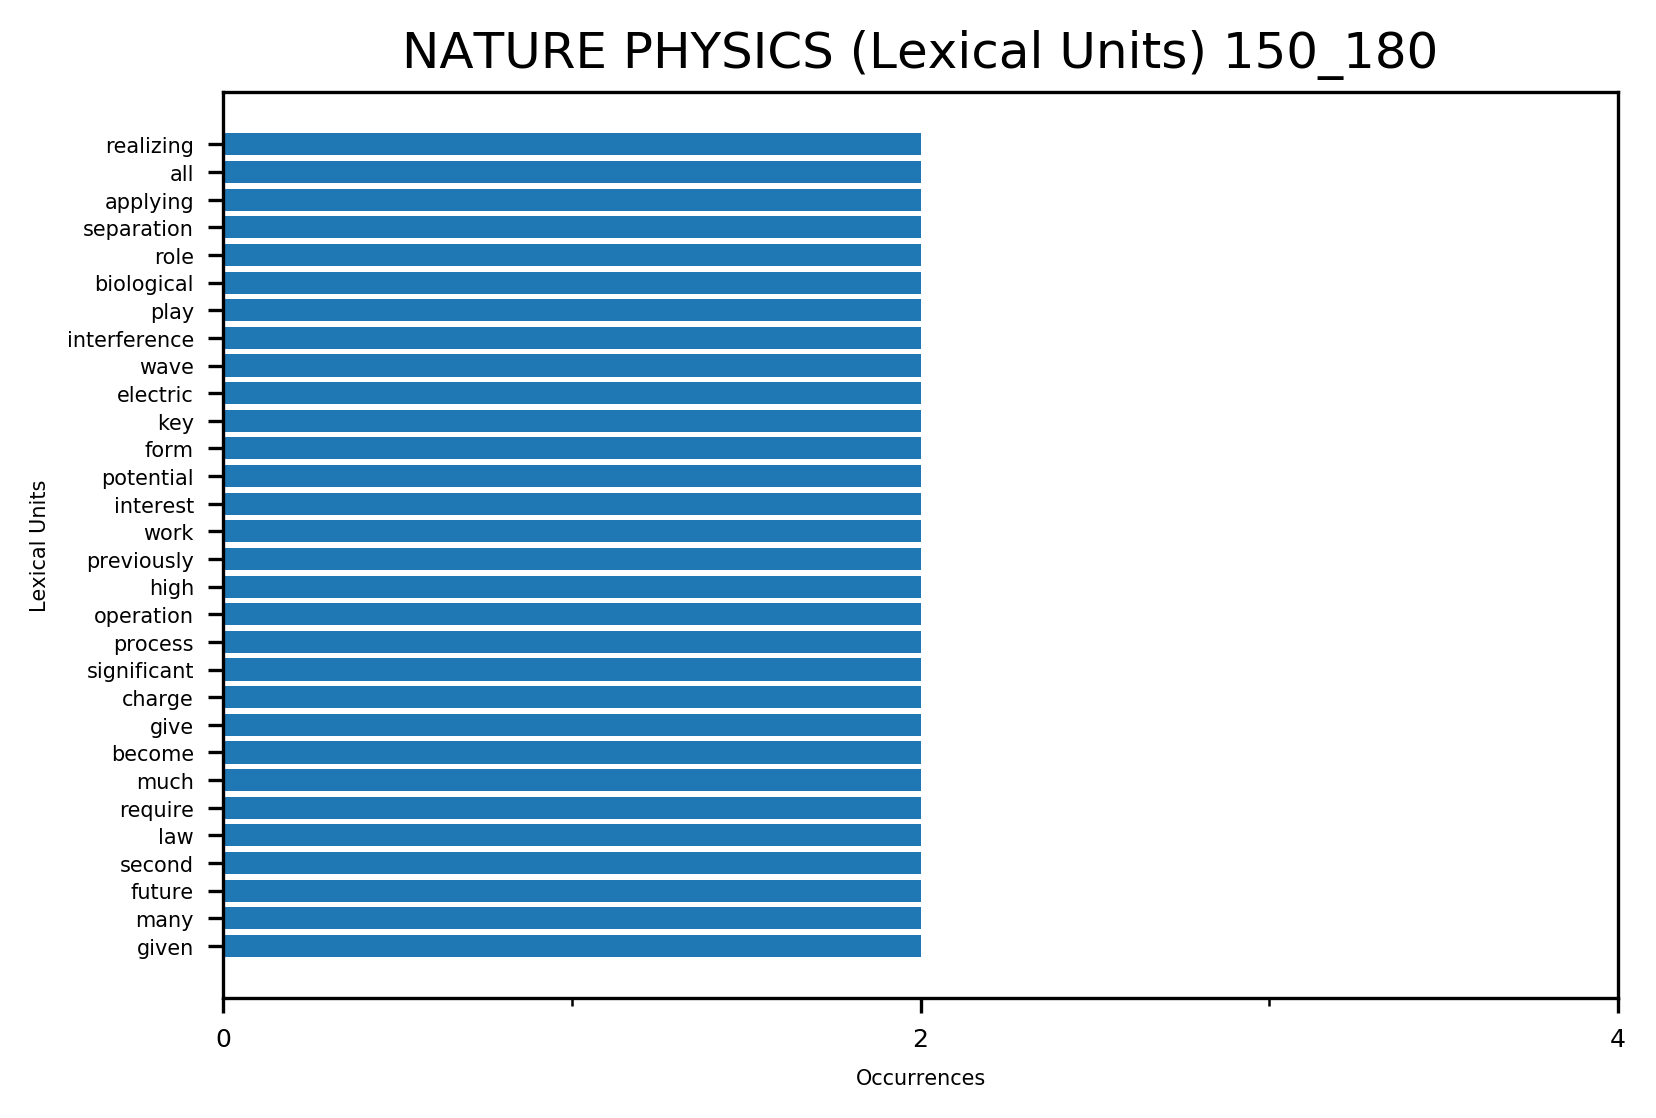 NATURE PHYSICS (Lexical Units) 150_180
realizing
all
applying
separation
role
biological
play
interference
wave
electric
key
form
potential
interest
work
previously
high
operation
process
significant
charge
give
become
much
require
law
second
future
many
given
Lexical Units
0 2 4
Occurrences